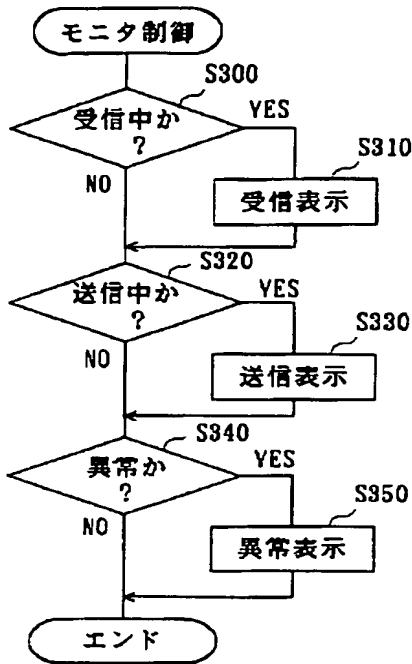 モニタ制御
S300
受信中か
?
YES
NO
S310
受信表示
S320
送信中か
?
YES
NO
S330
送信表示
S340
異常か
?
YES
NO
S350
異常表示
エンド